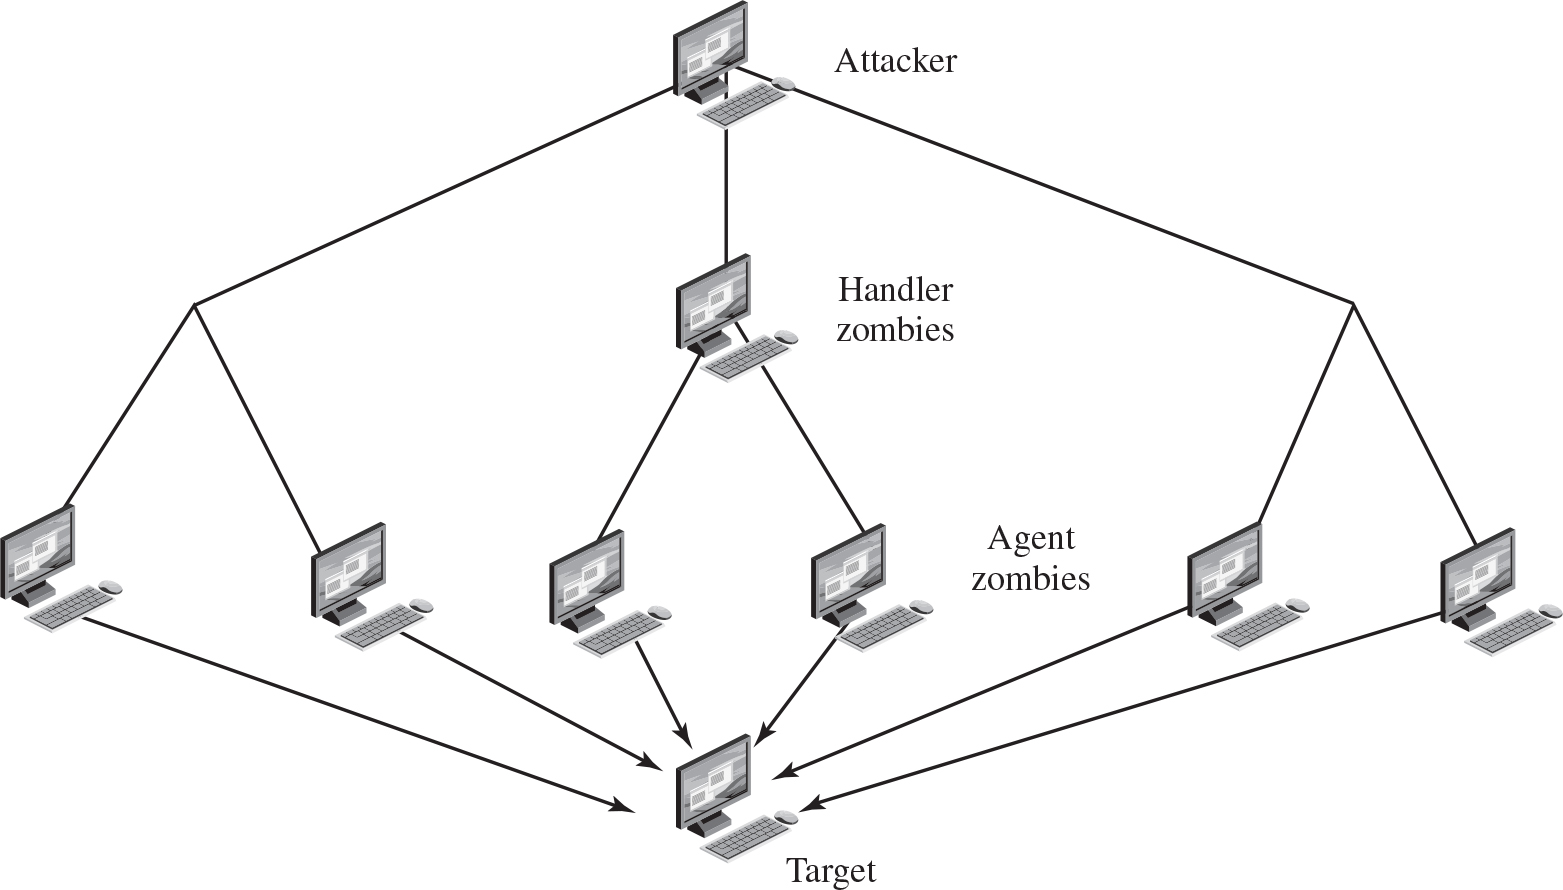 Attacker
Handler
zombies
Agent
zombies
Target